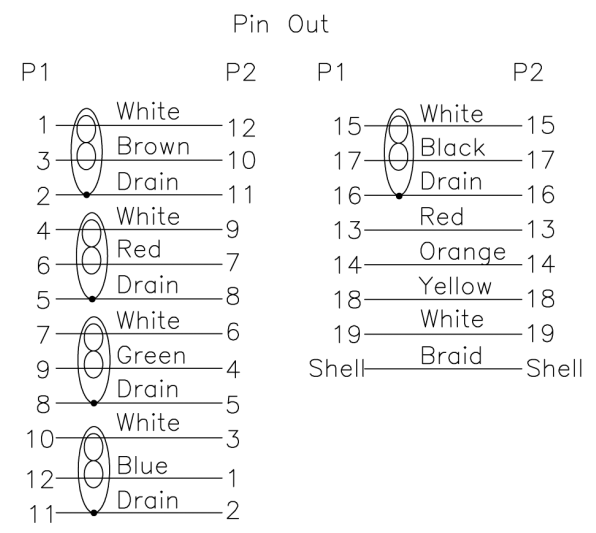 Pin Out
P1 P2
1 White 12
3 Brown 10
2 Drain 11
4 White 9
6 Red 7
5 Drain 8
7 White 6
9 Green 4
8 Drain 5
10 White 3
12 Blue 1
11 Drain 2
P1 P2
15 White 15
17 Black 17
16 Drain 16
13 Red 13
14 Orange 14
18 Yellow 18
19 White 19
Shell Braid Shell